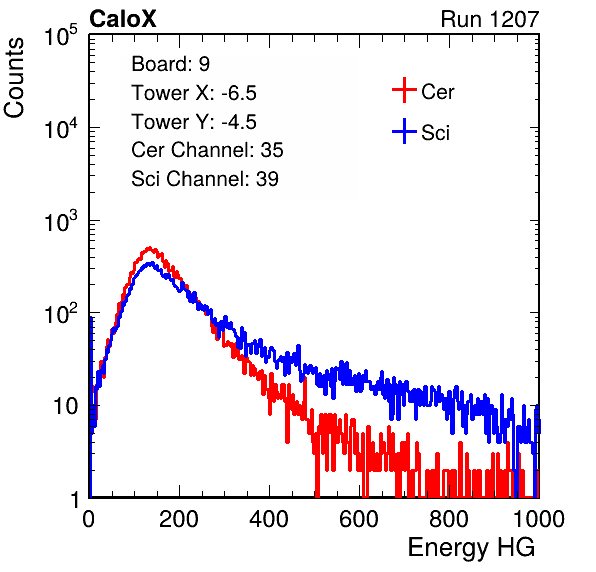 CaloX Run 1207
Counts
10^5
10^4
10^3
10^2
10
1
Board: 9
Tower X: -6.5
Tower Y: -4.5
Cer Channel: 35
Sci Channel: 39
Cer
Sci
0 200 400 600 800 1000
Energy HG